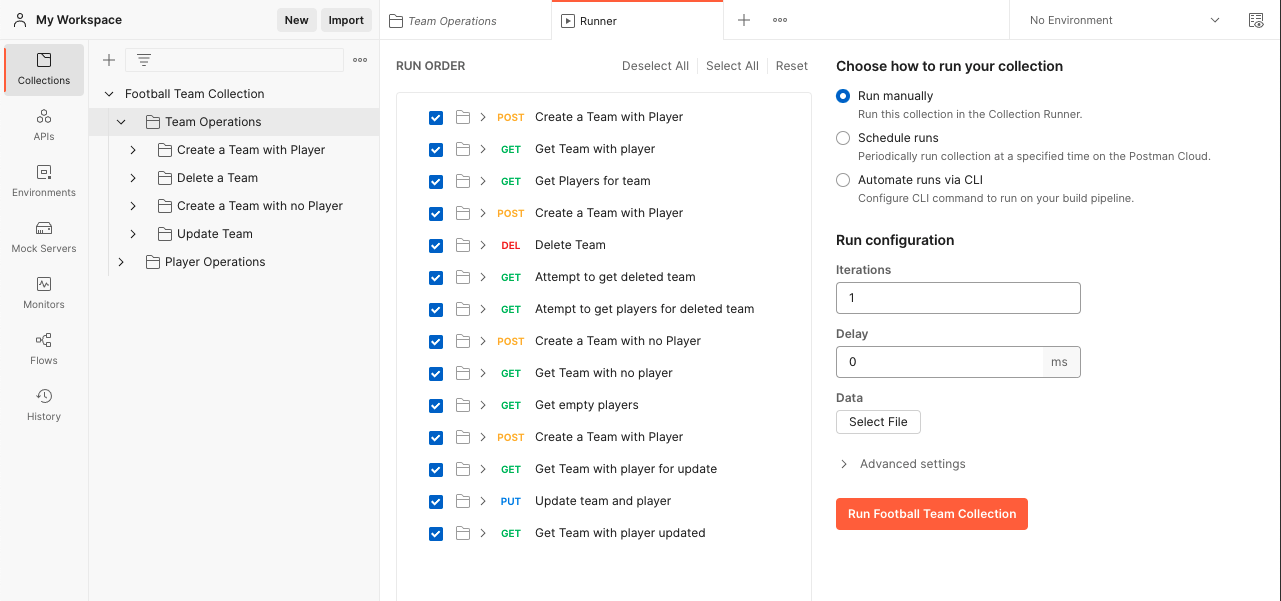 My Workspace
New
Import
Team Operations
Runner
No Environment
Collections
APIs
Environments
Mock Servers
Monitors
Flows
History
Football Team Collection
Team Operations
Create a Team with Player
Delete a Team
Create a Team with no Player
Update Team
Player Operations
RUN ORDER
Deselect All
Select All
Reset
POST Create a Team with Player
GET Get Team with player
GET Get Players for team
POST Create a Team with Player
DEL Delete Team
GET Attempt to get deleted team
GET Atempt to get players for deleted team
POST Create a Team with no Player
GET Get Team with no player
GET Get empty players
POST Create a Team with Player
GET Get Team with player for update
PUT Update team and player
GET Get Team with player updated
Choose how to run your collection
Run manually
Run this collection in the Collection Runner.
Schedule runs
Periodically run collection at a specified time on the Postman Cloud.
Automate runs via CLI
Configure CLI command to run on your build pipeline.
Run configuration
Iterations
1
Delay
0 ms
Data
Select File
Advanced settings
Run Football Team Collection